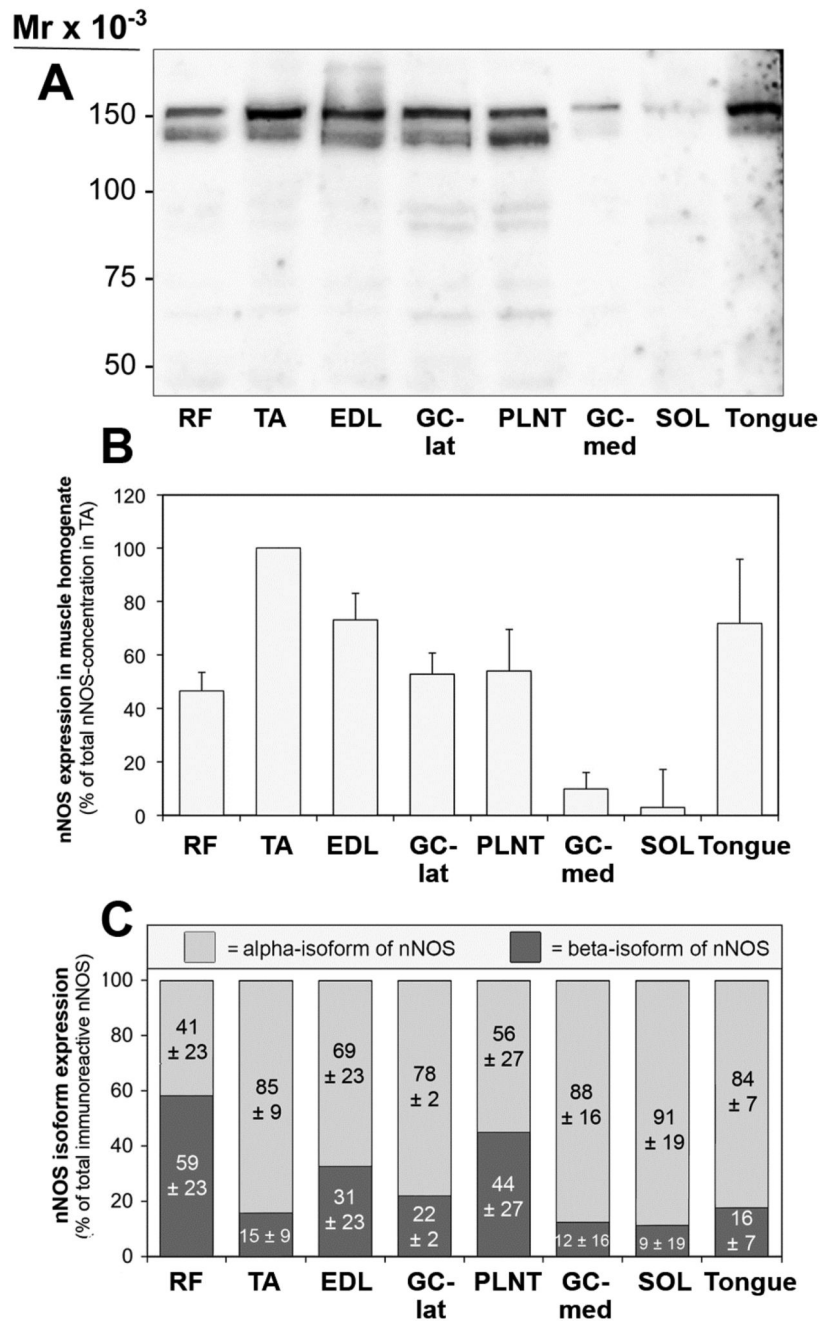 Mr x 10-3
A
150
100
75
50
RF TA EDL GC-lat PLNT GC-med SOL Tongue
B
nNOS expression in muscle homogenate
(% of total nNOS-concentration in TA)
120
100
80
60
40
20
0
RF TA EDL GC-lat PLNT GC-med SOL Tongue
C
= alpha-isoform of nNOS = beta-isoform of nNOS
nNOS isoform expression
(% of total immunoreactive nNOS)
100
80
60
40
20
0
41 ± 23
59 ± 23
85 ± 9
15 ± 9
69 ± 23
31 ± 23
78 ± 2
22 ± 2
56 ± 27
44 ± 27
88 ± 16
12 ± 16
91 ± 19
9 ± 19
84 ± 7
16 ± 7
RF TA EDL GC-lat PLNT GC-med SOL Tongue